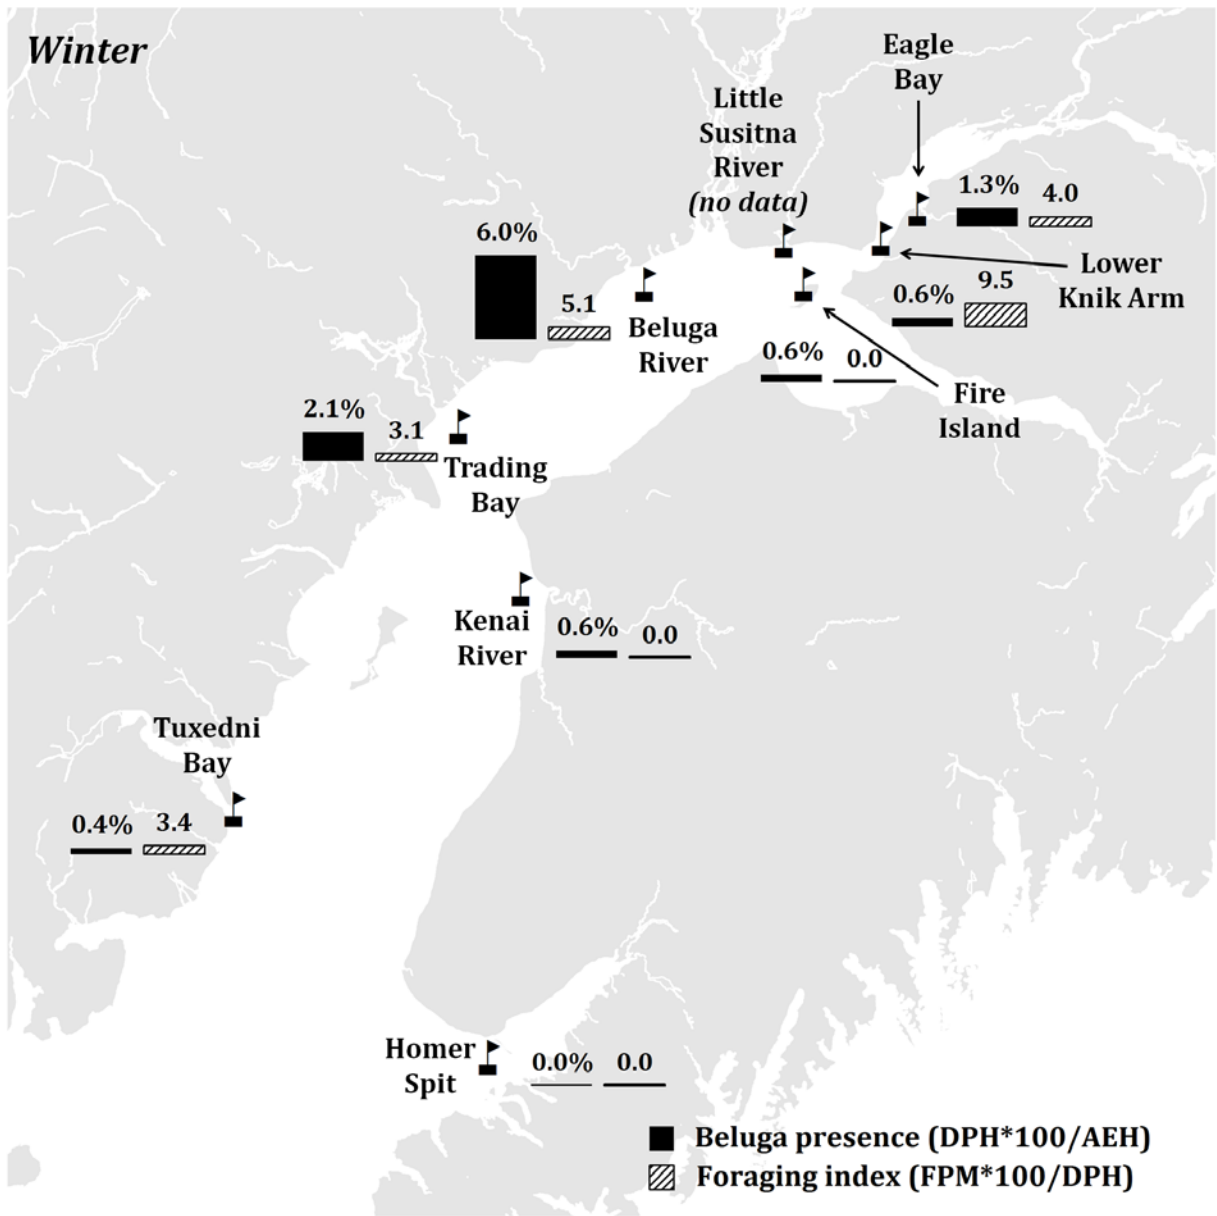 Winter
Eagle
Bay
Little
Susitna
River
(no data)
1.3%
4.0
6.0%
5.1
Beluga
River
Lower
Knik Arm
0.6%
9.5
0.6%
0.0
Fire
Island
2.1%
3.1
Trading
Bay
Kenai
River
0.6%
0.0
Tuxedni
Bay
0.4%
3.4
Homer
Spit
0.0%
0.0
Beluga presence (DPH*100/AEH)
Foraging index (FPM*100/DPH)